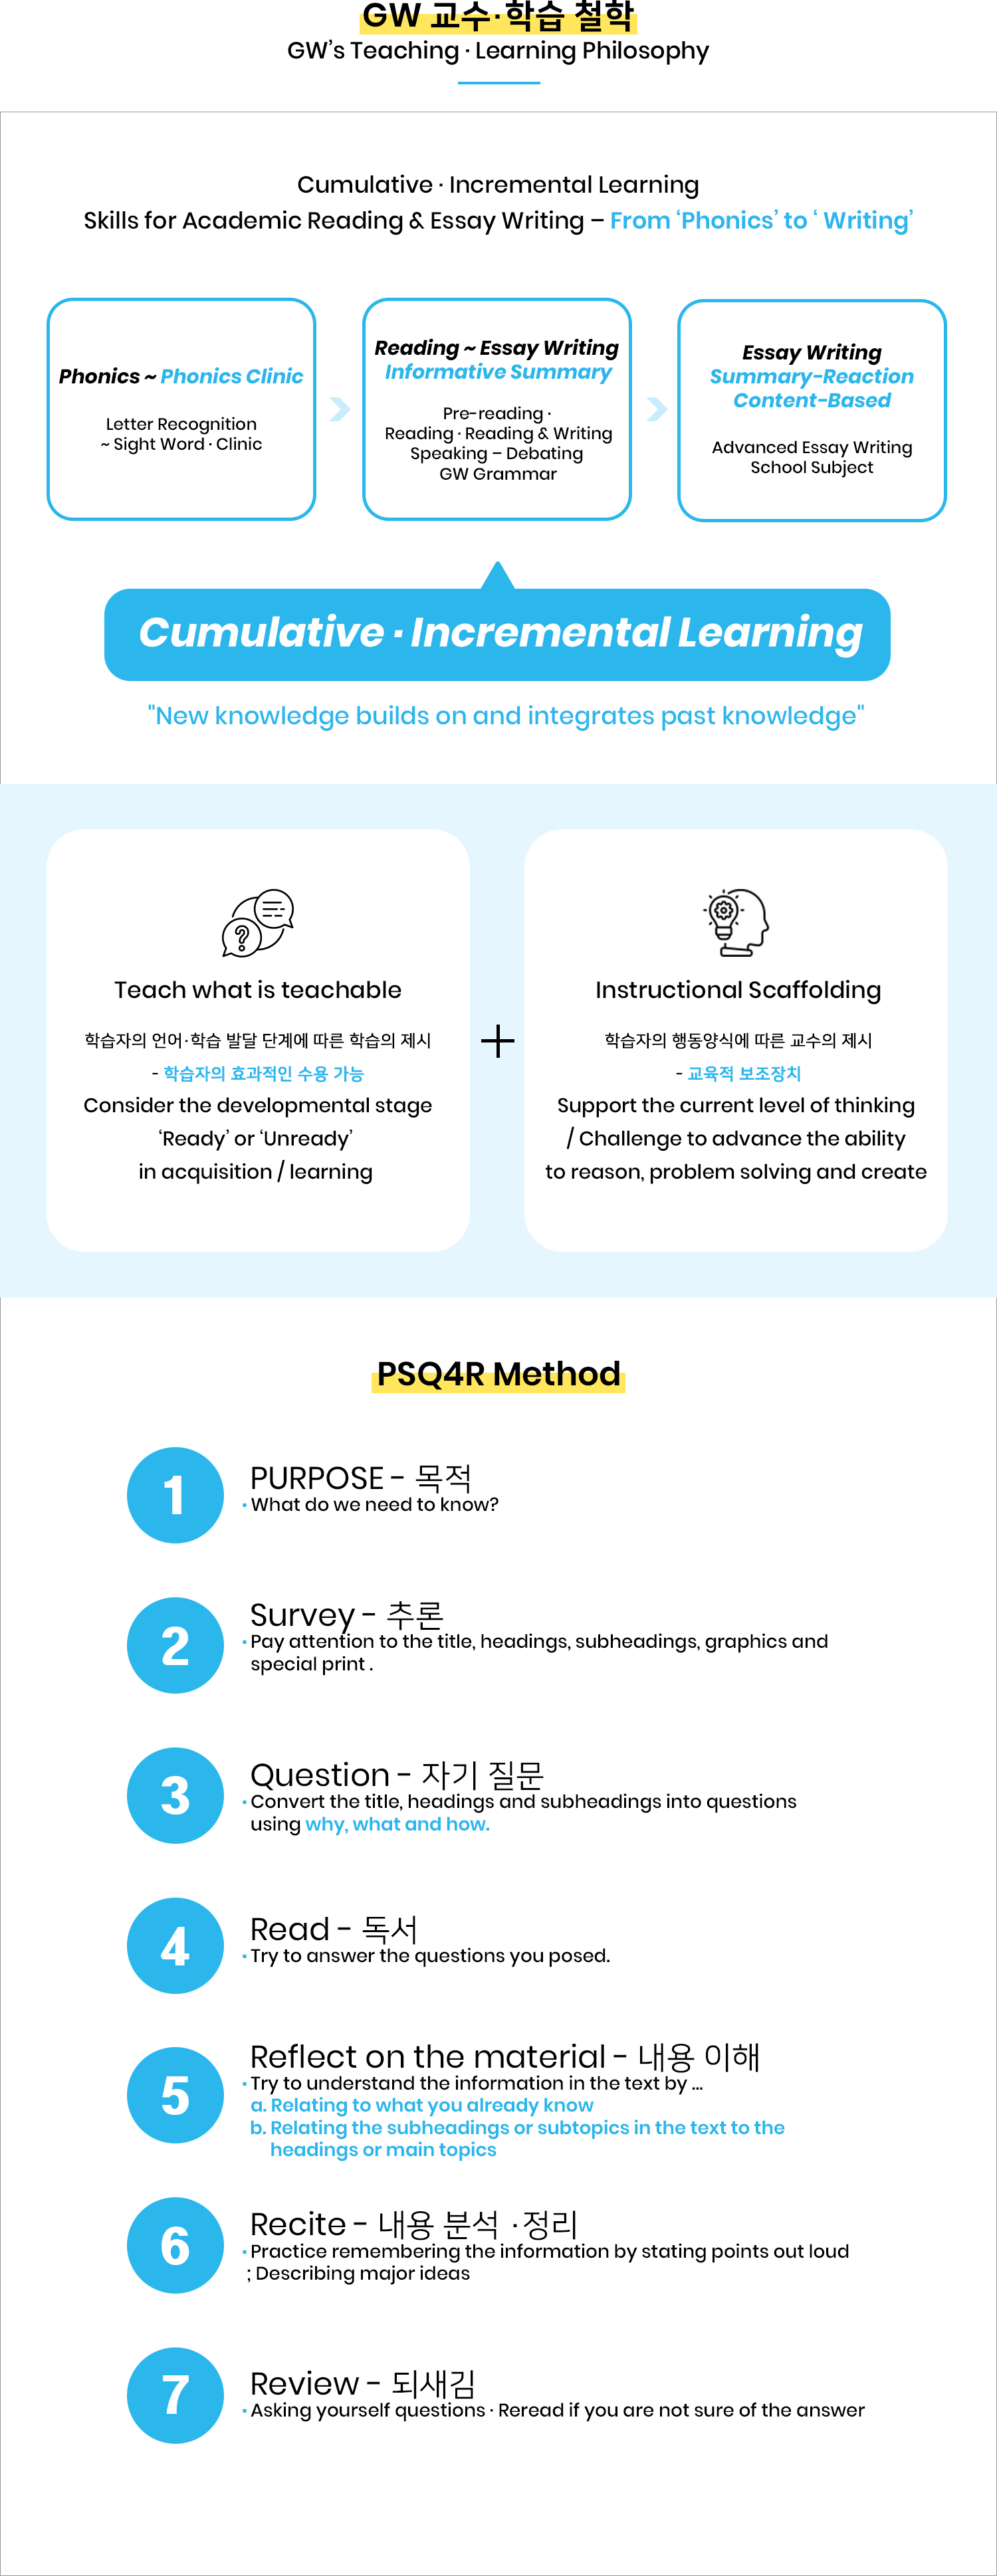 GW 교수·학습 철학
GW’s Teaching · Learning Philosophy
Cumulative · Incremental Learning
Skills for Academic Reading & Essay Writing – From ‘Phonics’ to ‘ Writing’
Phonics ~ Phonics Clinic
Letter Recognition
~ Sight Word · Clinic
Reading ~ Essay Writing
Informative Summary
Pre-reading ·
Reading · Reading & Writing
Speaking – Debating
GW Grammar
Essay Writing
Summary-Reaction
Content-Based
Advanced Essay Writing
School Subject
Cumulative · Incremental Learning
"New knowledge builds on and integrates past knowledge"
Teach what is teachable
학습자의 언어·학습 발달 단계에 따른 학습의 제시
- 학습자의 효과적인 수용 가능
Consider the developmental stage
‘Ready’ or ‘Unready’
in acquisition / learning
+
Instructional Scaffolding
학습자의 행동양식에 따른 교수의 제시
- 교육적 보조장치
Support the current level of thinking
/ Challenge to advance the ability
to reason, problem solving and create
PSQ4R Method
1
PURPOSE - 목적
· What do we need to know?
2
Survey - 추론
· Pay attention to the title, headings, subheadings, graphics and
special print .
3
Question - 자기 질문
· Convert the title, headings and subheadings into questions
using why, what and how.
4
Read - 독서
· Try to answer the questions you posed.
5
Reflect on the material - 내용 이해
· Try to understand the information in the text by ...
a. Relating to what you already know
b. Relating the subheadings or subtopics in the text to the
headings or main topics
6
Recite - 내용 분석 ·정리
· Practice remembering the information by stating points out loud
; Describing major ideas
7
Review - 되새김
· Asking yourself questions · Reread if you are not sure of the answer